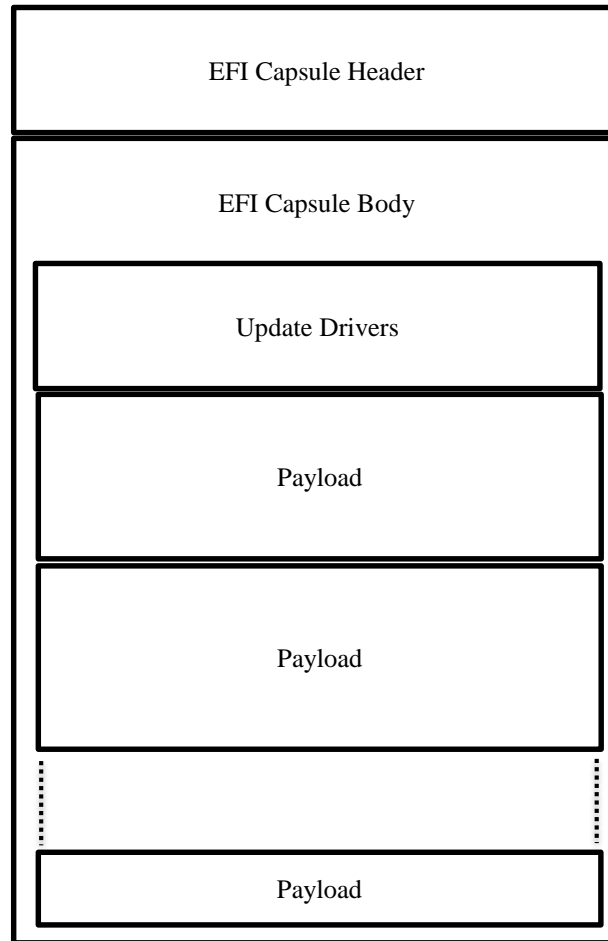 EFI Capsule Header
EFI Capsule Body
Update Drivers
Payload
Payload
Payload